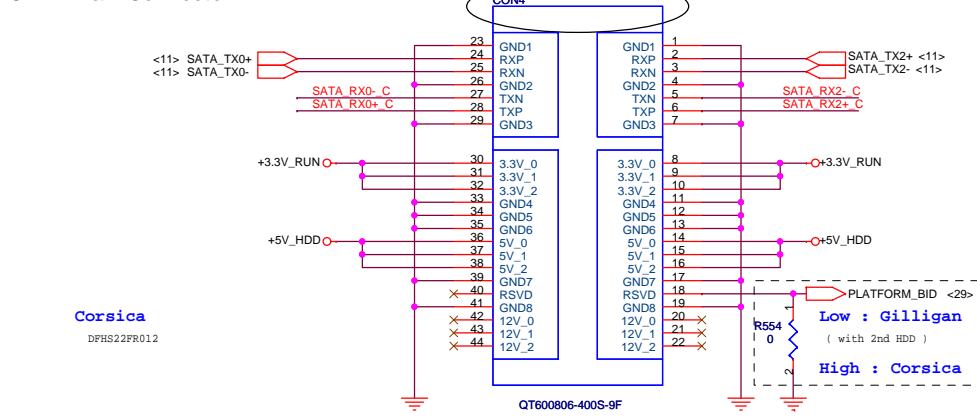 CON4
23 GND1 GND1 1
<11> SATA_TX0+ 24 RXP RXP 2 SATA_TX2+ <11>
<11> SATA_TX0- 25 RXN RXN 3 SATA_TX2- <11>
26 GND2 GND2 4
SATA_RX0-_C 27 TXN TXN 5 SATA_RX2-_C
SATA_RX0+_C 28 TXP TXP 6 SATA_RX2+_C
29 GND3 GND3 7
+3.3V_RUN 30 3.3V_0 3.3V_0 8 +3.3V_RUN
31 3.3V_1 3.3V_1 9
32 3.3V_2 3.3V_2 10
33 GND4 GND4 11
34 GND5 GND5 12
35 GND6 GND6 13
+5V_HDD 36 5V_0 5V_0 14 +5V_HDD
37 5V_1 5V_1 15
38 5V_2 5V_2 16
39 GND7 GND7 17
40 RSVD RSVD 18 PLATFORM_BID <29>
41 GND8 GND8 19
42 12V_0 12V_0 20
43 12V_1 12V_1 21
44 12V_2 12V_2 22
Corsica
DFHS22FR012
R554
0
1
2
Low : Gilligan
( with 2nd HDD )
High : Corsica
QT600806-400S-9F